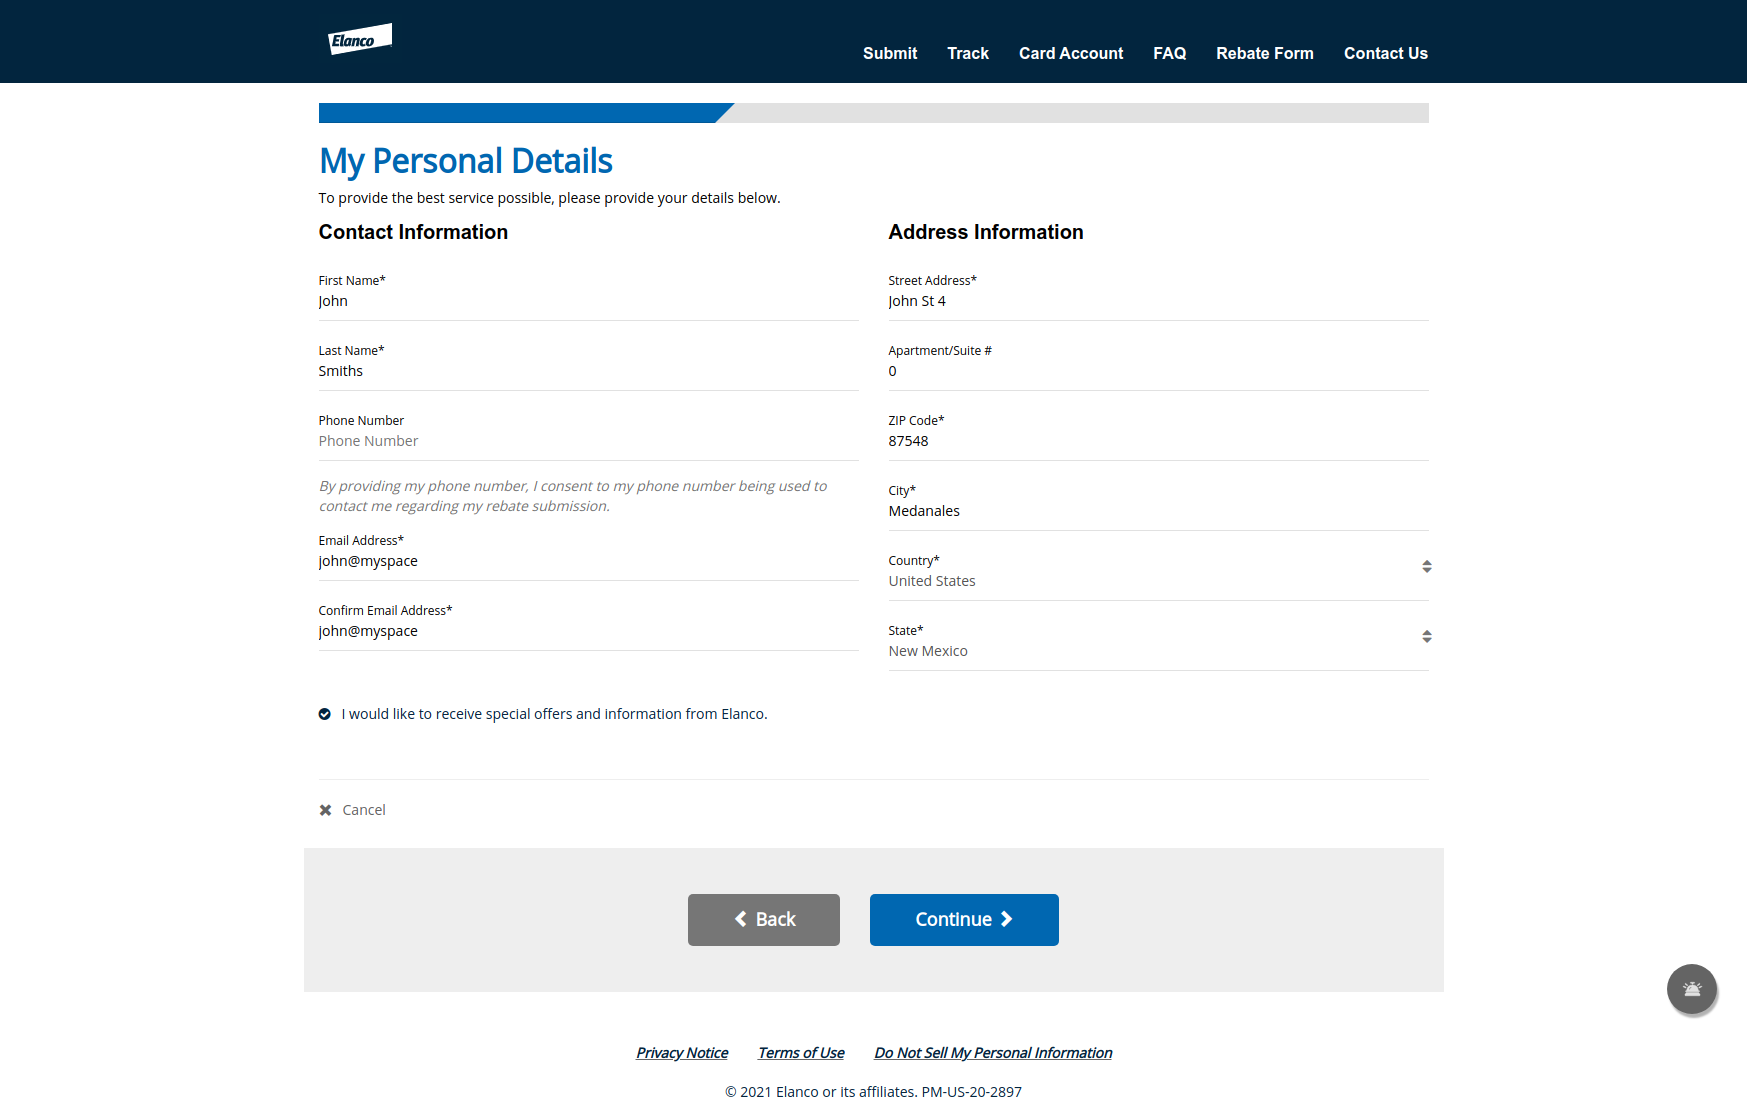 Elanco
Submit Track Card Account FAQ Rebate Form Contact Us
My Personal Details
To provide the best service possible, please provide your details below.
Contact Information
First Name*
John
Last Name*
Smiths
Phone Number
Phone Number
By providing my phone number, I consent to my phone number being used to
contact me regarding my rebate submission.
Email Address*
john@myspace
Confirm Email Address*
john@myspace
Address Information
Street Address*
John St 4
Apartment/Suite #
0
ZIP Code*
87548
City*
Medanales
Country*
United States
State*
New Mexico
I would like to receive special offers and information from Elanco.
Cancel
Back
Continue
Privacy Notice Terms of Use Do Not Sell My Personal Information
© 2021 Elanco or its affiliates. PM-US-20-2897